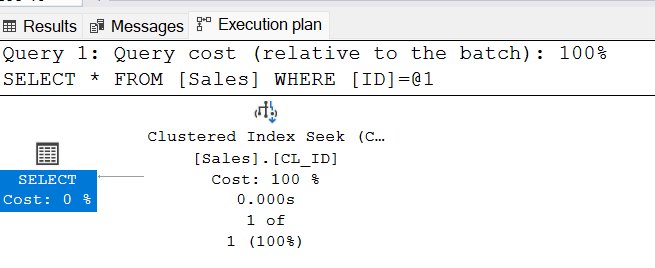 Results Messages Execution plan
Query 1: Query cost (relative to the batch): 100%
SELECT * FROM [Sales] WHERE [ID]=@1
Clustered Index Seek (C…
[Sales].[CL_ID]
Cost: 100 %
0.000s
1 of
1 (100%)
SELECT
Cost: 0 %